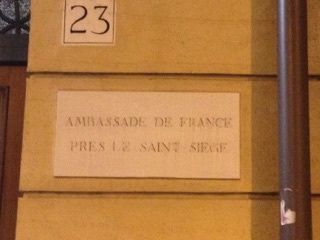 23
AMBASSADE DE FRANCE
PRES LE SAINT SIEGE